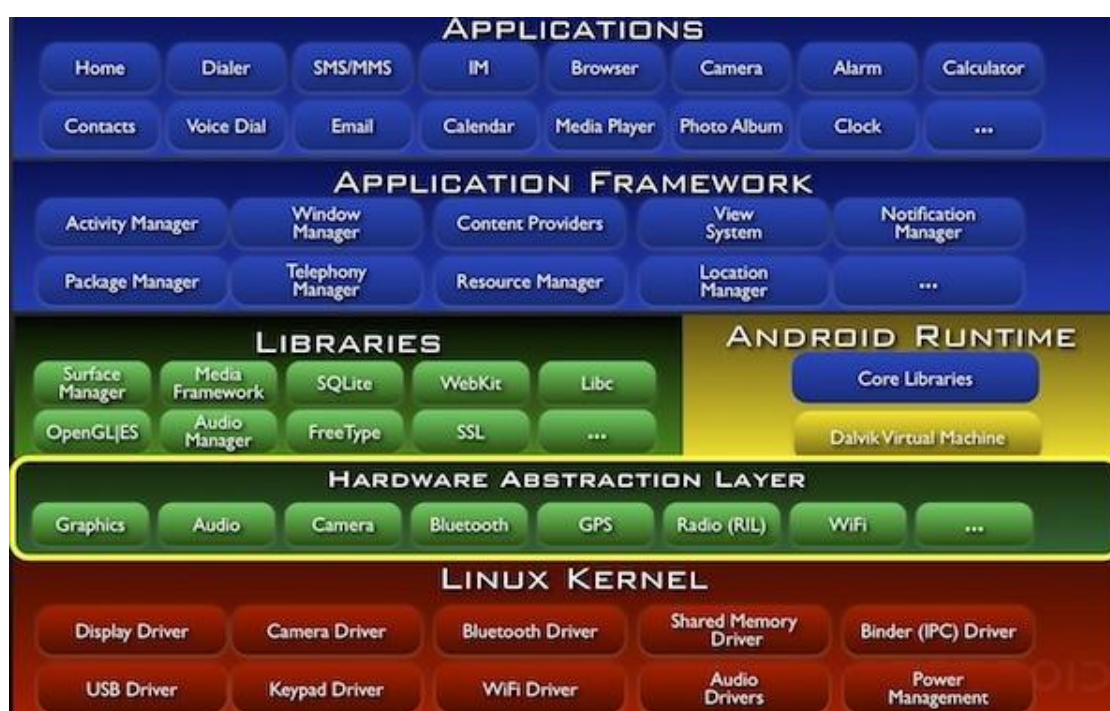 APPLICATIONS
Home Dialer SMS/MMS IM Browser Camera Alarm Calculator
Contacts Voice Dial Email Calendar Media Player Photo Album Clock ...
APPLICATION FRAMEWORK
Activity Manager
Window
Manager
Content Providers
View
System
Notification
Manager
Package Manager
Telephony
Manager
Resource Manager
Location
Manager
...
LIBRARIES
Surface
Manager
Media
Framework
SQLite
WebKit
Libc
OpenGL|ES
Audio
Manager
FreeType
SSL
...
ANDROID RUNTIME
Core Libraries
Dalvik Virtual Machine
HARDWARE ABSTRACTION LAYER
Graphics Audio Camera Bluetooth GPS Radio (RIL) WiFi ...
LINUX KERNEL
Display Driver
Camera Driver
Bluetooth Driver
Shared Memory
Driver
Binder (IPC) Driver
USB Driver
Keypad Driver
WiFi Driver
Audio
Drivers
Power
Management